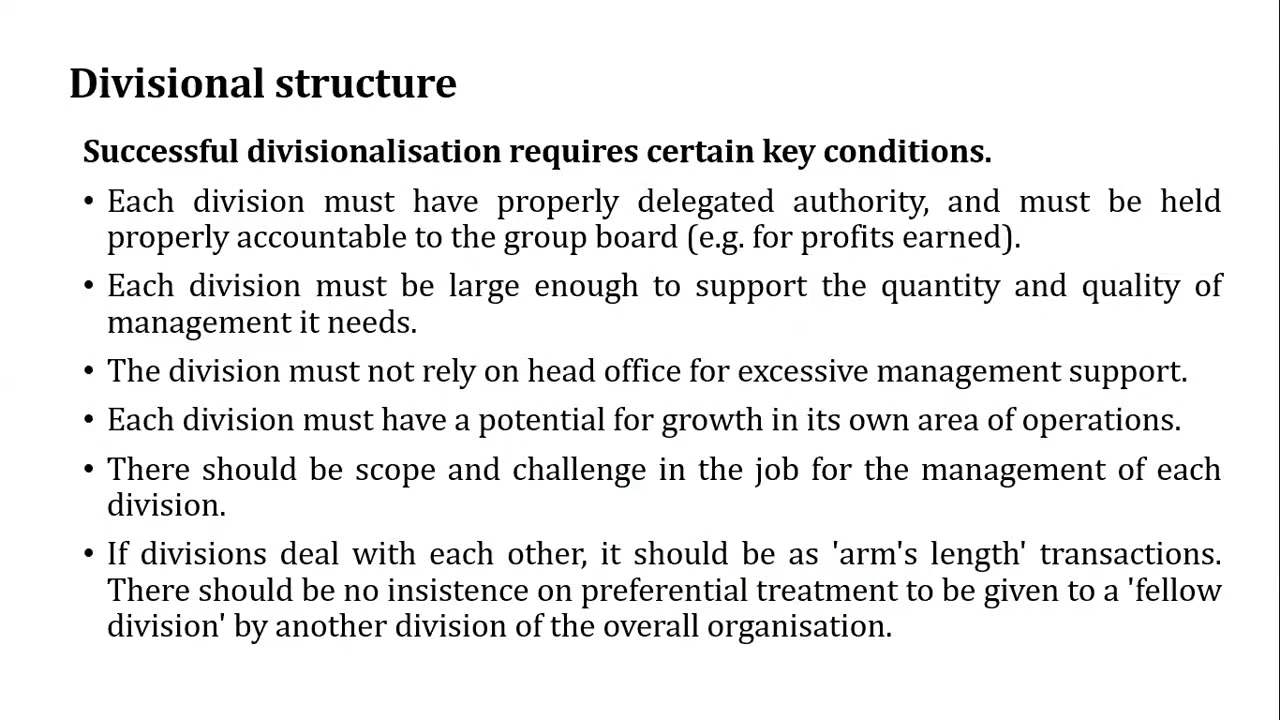 Divisional structure
Successful divisionalisation requires certain key conditions.
• Each division must have properly delegated authority, and must be held
properly accountable to the group board (e.g. for profits earned).
• Each division must be large enough to support the quantity and quality of
management it needs.
• The division must not rely on head office for excessive management support.
• Each division must have a potential for growth in its own area of operations.
• There should be scope and challenge in the job for the management of each
division.
• If divisions deal with each other, it should be as 'arm's length' transactions.
There should be no insistence on preferential treatment to be given to a 'fellow
division' by another division of the overall organisation.